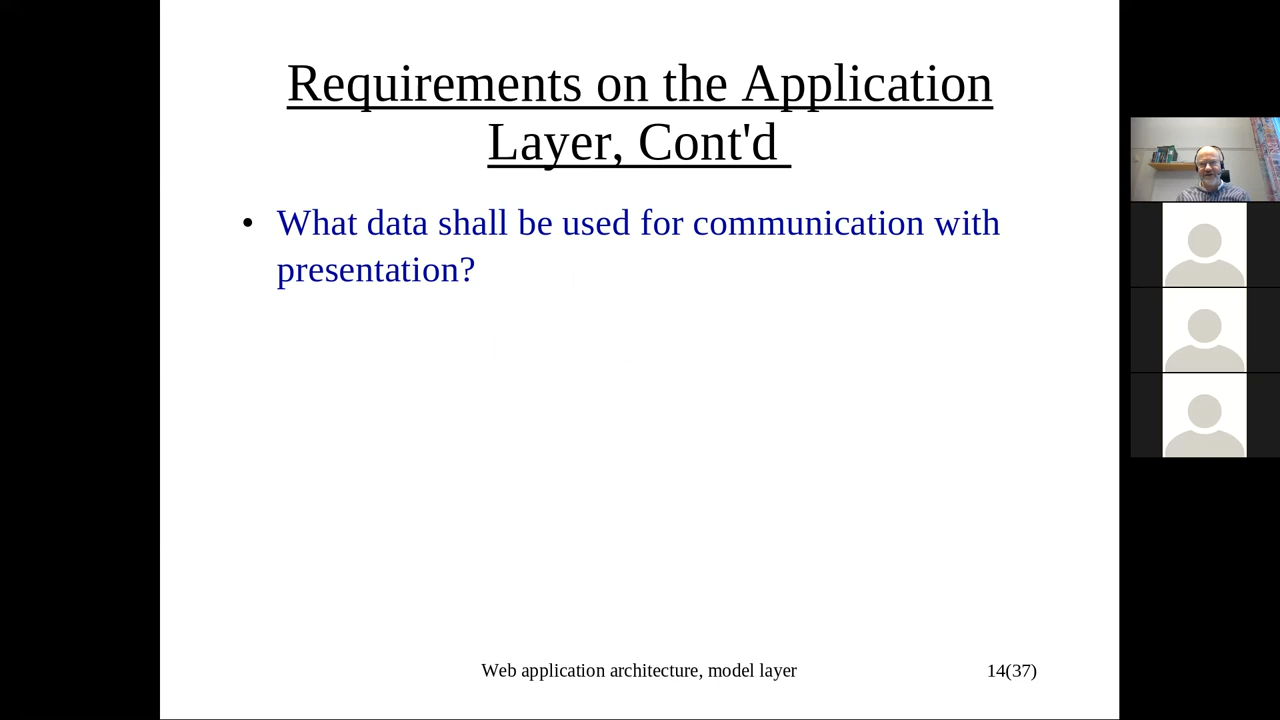 Requirements on the Application
Layer, Cont'd
• What data shall be used for communication with
presentation?
Web application architecture, model layer
14(37)